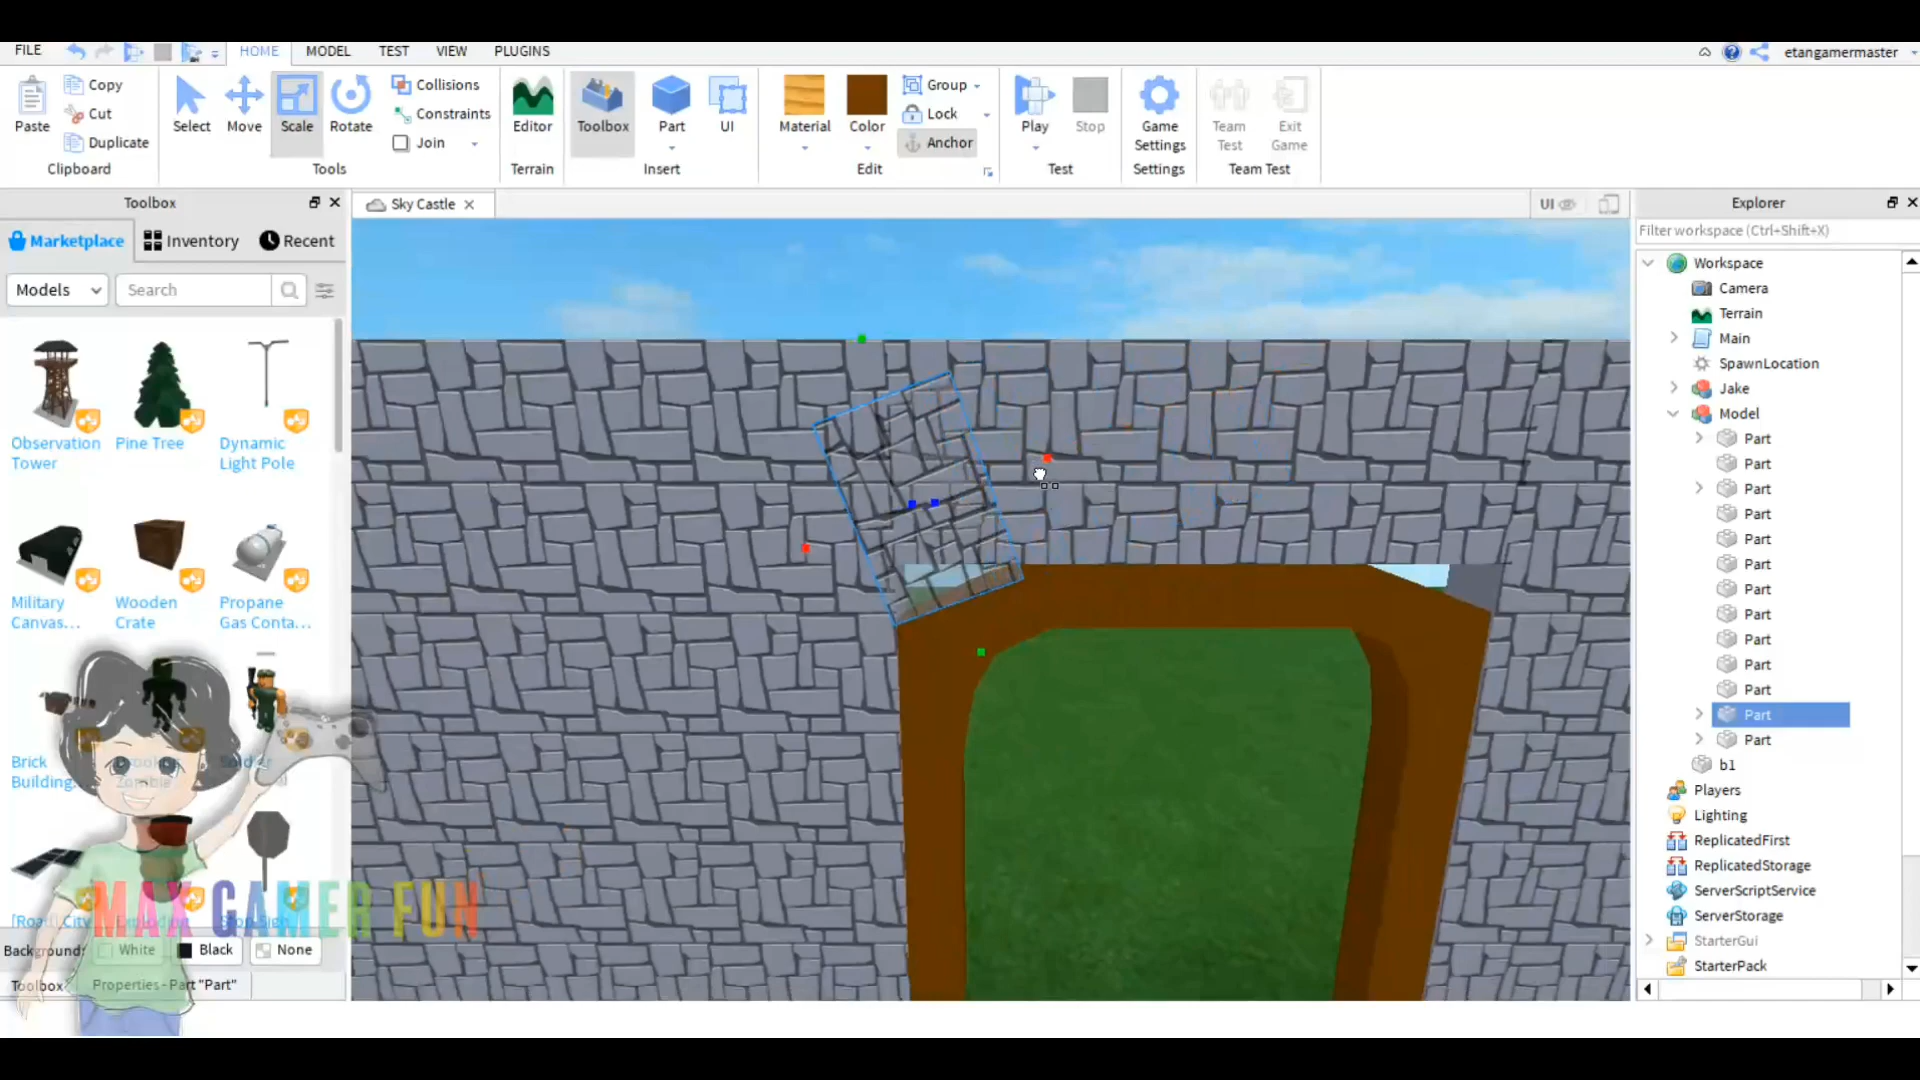 FILE HOME MODEL TEST VIEW PLUGINS etangamermaster
Copy Collisions Group
Cut Constraints Lock
Paste Select Move Scale Rotate Editor Toolbox Part UI Material Color Play Stop Game Settings Team Test Exit Game
Duplicate Join Anchor
Clipboard Tools Terrain Insert Edit Test Settings Team Test
Toolbox Sky Castle UI Explorer
Marketplace Inventory Recent
Filter workspace (Ctrl+Shift+X)
Models Search
Observation Tower
Pine Tree
Dynamic Light Pole
Military Canvas...
Wooden Crate
Propane Gas Conta...
Brick Building
Zombie
Stop Sign
[Road] City
MAX GAMER FUN
Background: White Black None
Toolbox Properties - Part "Part"
Workspace
Camera
Terrain
Main
SpawnLocation
Jake
Model
Part
Part
Part
Part
Part
Part
Part
Part
Part
Part
Part
Part
Part
b1
Players
Lighting
ReplicatedFirst
ReplicatedStorage
ServerScriptService
ServerStorage
StarterGui
StarterPack